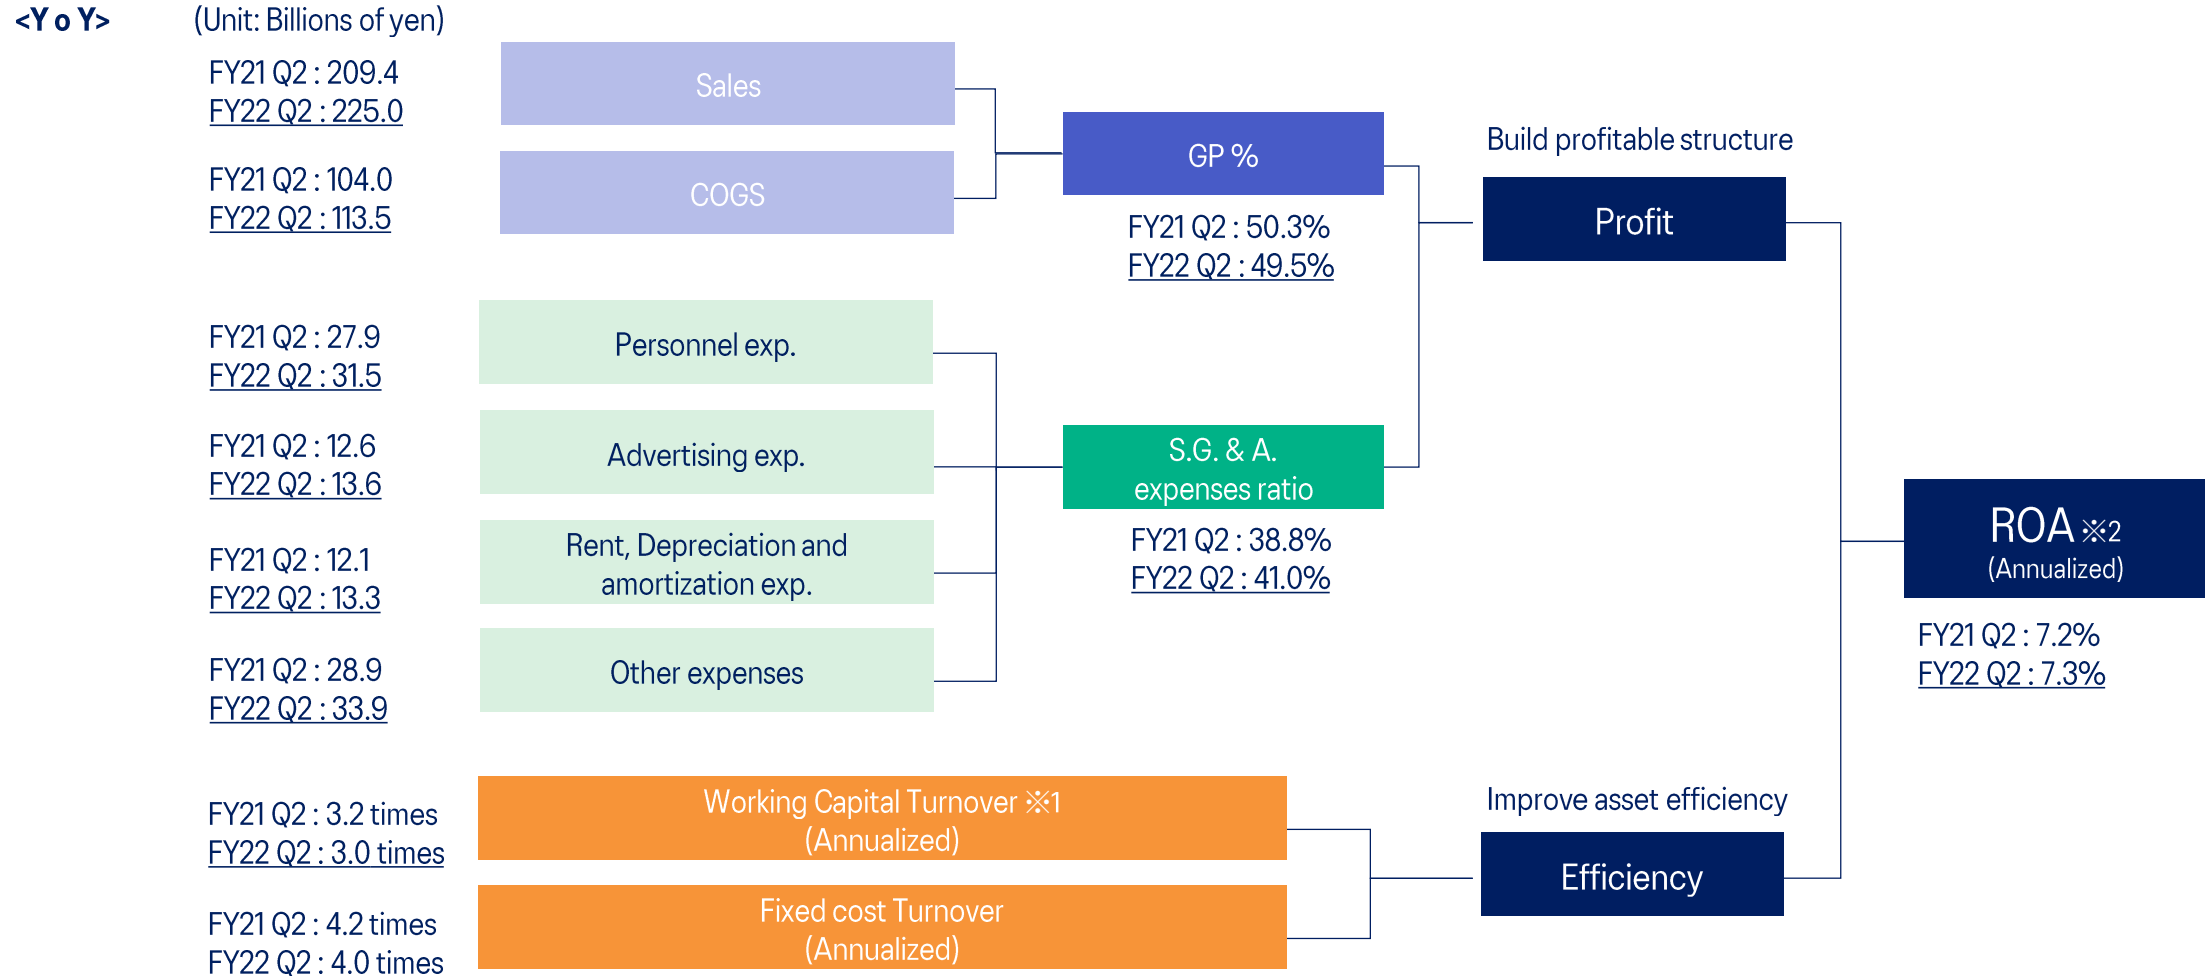 <Y o Y>
(Unit: Billions of yen)
FY21 Q2 : 209.4
FY22 Q2 : 225.0
Sales
FY21 Q2 : 104.0
FY22 Q2 : 113.5
COGS
GP %
FY21 Q2 : 50.3%
FY22 Q2 : 49.5%
Build profitable structure
Profit
FY21 Q2 : 27.9
FY22 Q2 : 31.5
Personnel exp.
FY21 Q2 : 12.6
FY22 Q2 : 13.6
Advertising exp.
FY21 Q2 : 12.1
FY22 Q2 : 13.3
Rent, Depreciation and
amortization exp.
FY21 Q2 : 28.9
FY22 Q2 : 33.9
Other expenses
S.G. & A.
expenses ratio
FY21 Q2 : 38.8%
FY22 Q2 : 41.0%
ROA ※2
(Annualized)
FY21 Q2 : 7.2%
FY22 Q2 : 7.3%
FY21 Q2 : 3.2 times
FY22 Q2 : 3.0 times
Working Capital Turnover ※1
(Annualized)
FY21 Q2 : 4.2 times
FY22 Q2 : 4.0 times
Fixed cost Turnover
(Annualized)
Improve asset efficiency
Efficiency